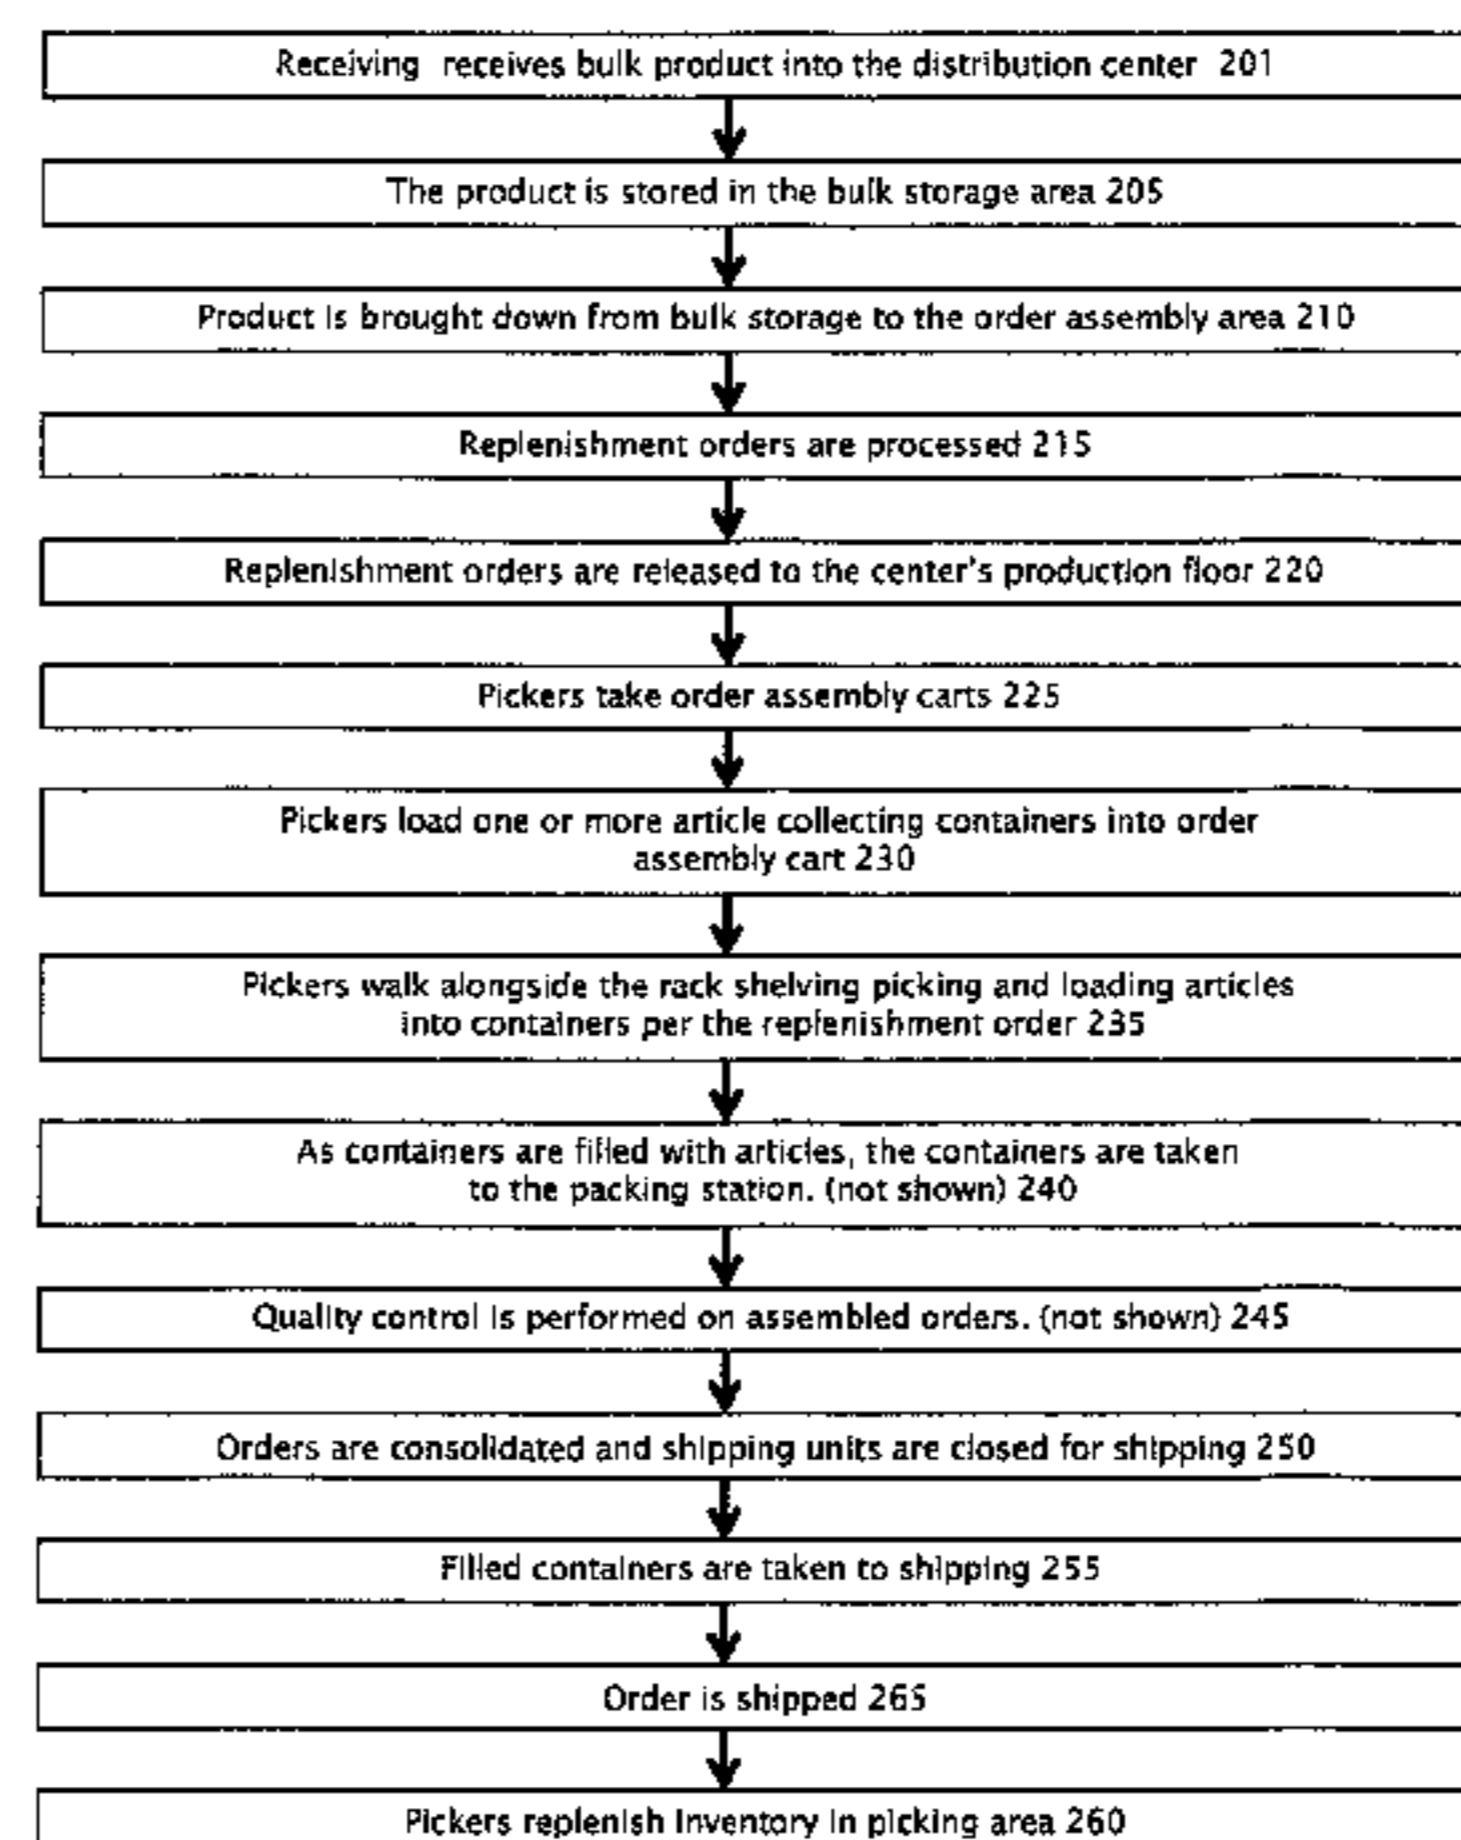 Receiving receives bulk product into the distribution center 201
The product is stored in the bulk storage area 205
Product is brought down from bulk storage to the order assembly area 210
Replenishment orders are processed 215
Replenishment orders are released to the center's production floor 220
Pickers take order assembly carts 225
Pickers load one or more article collecting containers into order
assembly cart 230
Pickers walk alongside the rack shelving picking and loading articles
into containers per the replenishment order 235
As containers are filled with articles, the containers are taken
to the packing station. (not shown) 240
Quality control is performed on assembled orders. (not shown) 245
Orders are consolidated and shipping units are closed for shipping 250
Filled containers are taken to shipping 255
Order is shipped 265
Pickers replenish inventory in picking area 260